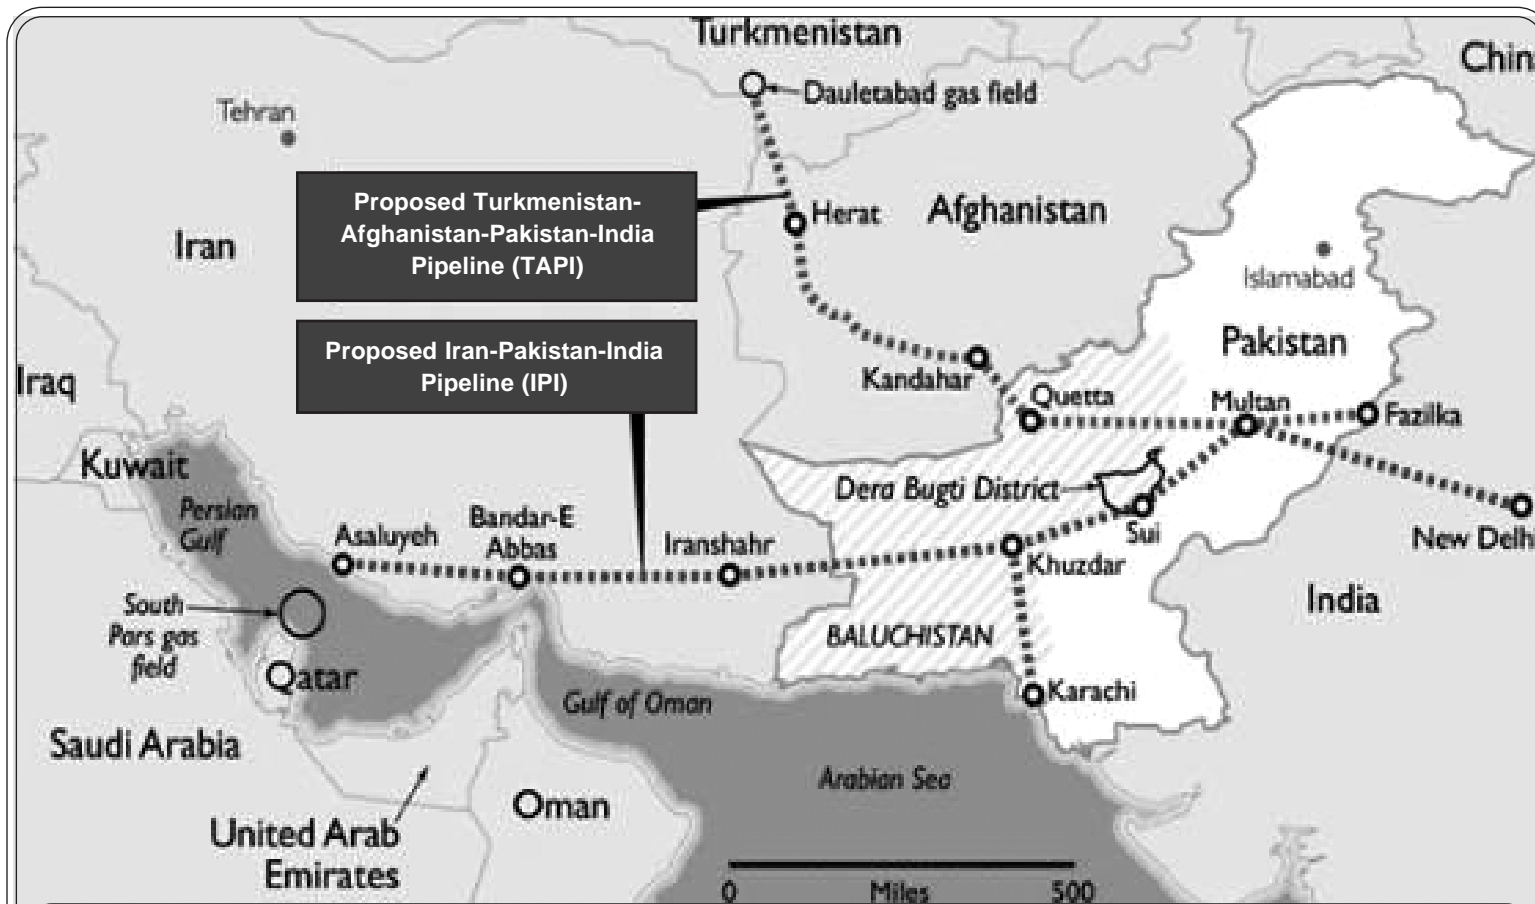 Turkmenistan
Chin
Dauletabad gas field
Tehran
Proposed Turkmenistan-
Afghanistan-Pakistan-India
Pipeline (TAPI)
Herat
Afghanistan
Iran
Islamabad
Proposed Iran-Pakistan-India
Pipeline (IPI)
Pakistan
Iraq
Kandahar
Quetta
Multan
Fazilka
Kuwait
Dera Bugti District
Persian
Gulf
Asaluyeh
Bandar-E
Abbas
Iranshahr
Sui
New Delh
Khuzdar
South
Pars gas
field
India
BALUCHISTAN
Qatar
Karachi
Gulf of Oman
Saudi Arabia
Arabian Sea
Oman
United Arab
Emirates
0 Miles 500